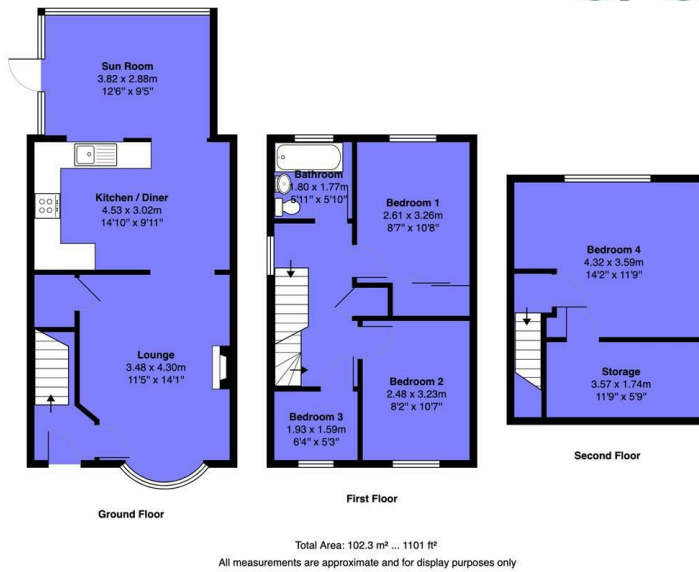 Sun Room
3.82 x 2.88m
12'6" x 9'5"
Kitchen / Diner
4.53 x 3.02m
14'10" x 9'11"
Lounge
3.48 x 4.30m
11'5" x 14'1"
Ground Floor
Bathroom
1.80 x 1.77m
5'11" x 5'10"
Bedroom 1
2.61 x 3.26m
8'7" x 10'8"
Bedroom 2
2.48 x 3.23m
8'2" x 10'7"
Bedroom 3
1.93 x 1.59m
6'4" x 5'3"
First Floor
Bedroom 4
4.32 x 3.59m
14'2" x 11'9"
Storage
3.57 x 1.74m
11'9" x 5'9"
Second Floor
Total Area: 102.3 m² ... 1101 ft²
All measurements are approximate and for display purposes only